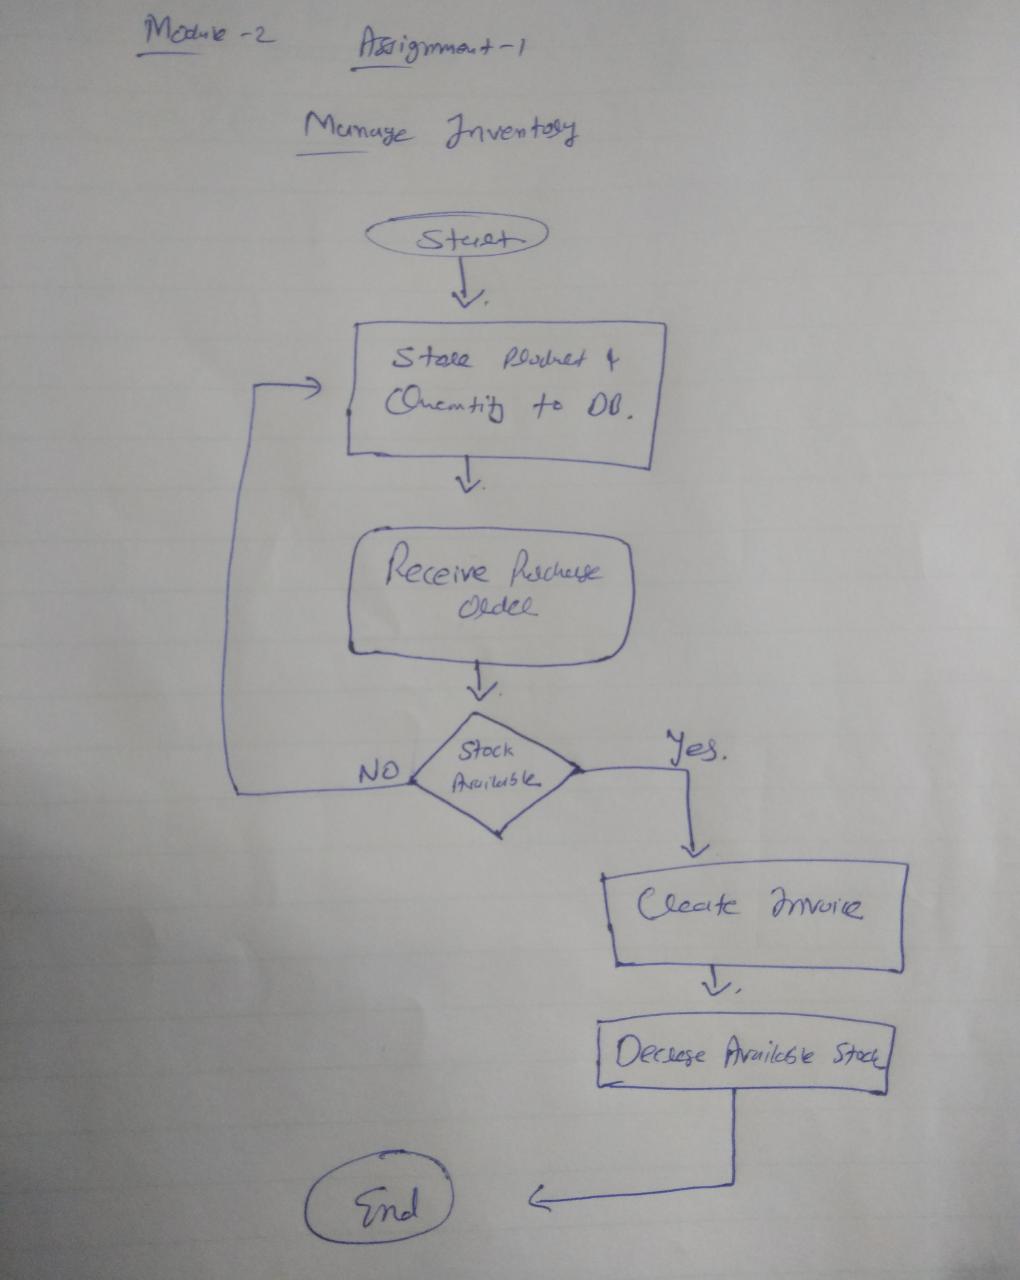 Module-2
Assignment-1
Manage Inventory
Start
Store Product &
Quantity to DB.
Receive Purchase
Order
Stock
Available
NO
Yes.
Create Invoice
Decrese Available Stock
End